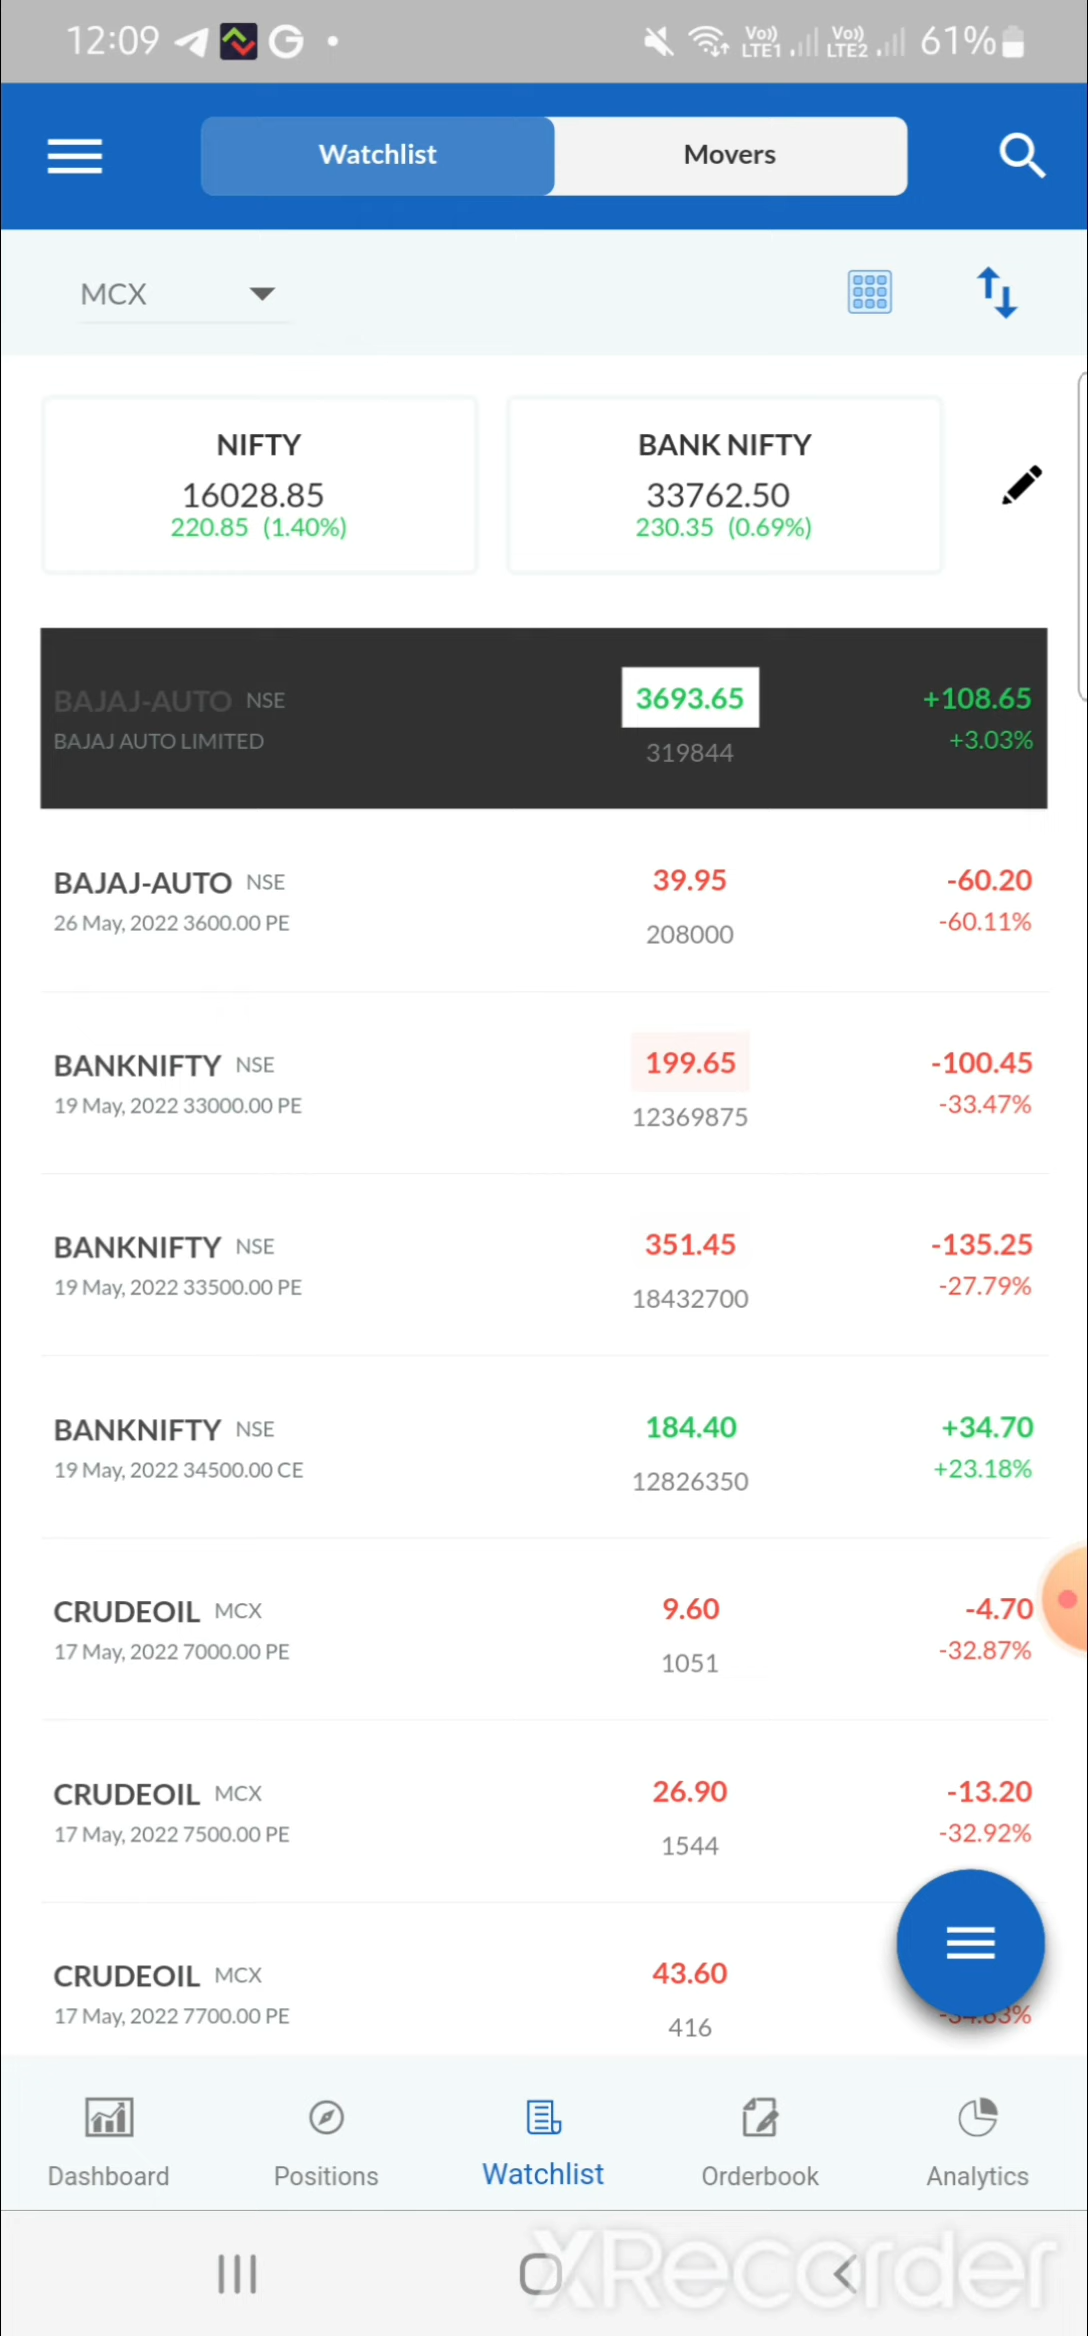 12:09 G
Vo)) LTE1 Vo)) LTE2 61%
Watchlist Movers
MCX
NIFTY BANK NIFTY
16028.85 33762.50
220.85 (1.40%) 230.35 (0.69%)
BAJAJ-AUTO NSE 3693.65 +108.65
BAJAJ AUTO LIMITED 319844 +3.03%
BAJAJ-AUTO NSE 39.95 -60.20
26 May, 2022 3600.00 PE 208000 -60.11%
BANKNIFTY NSE 199.65 -100.45
19 May, 2022 33000.00 PE 12369875 -33.47%
BANKNIFTY NSE 351.45 -135.25
19 May, 2022 33500.00 PE 18432700 -27.79%
BANKNIFTY NSE 184.40 +34.70
19 May, 2022 34500.00 CE 12826350 +23.18%
CRUDEOIL MCX 9.60 -4.70
17 May, 2022 7000.00 PE 1051 -32.87%
CRUDEOIL MCX 26.90 -13.20
17 May, 2022 7500.00 PE 1544 -32.92%
CRUDEOIL MCX 43.60
17 May, 2022 7700.00 PE 416
Dashboard Positions Watchlist Orderbook Analytics
XRecorder